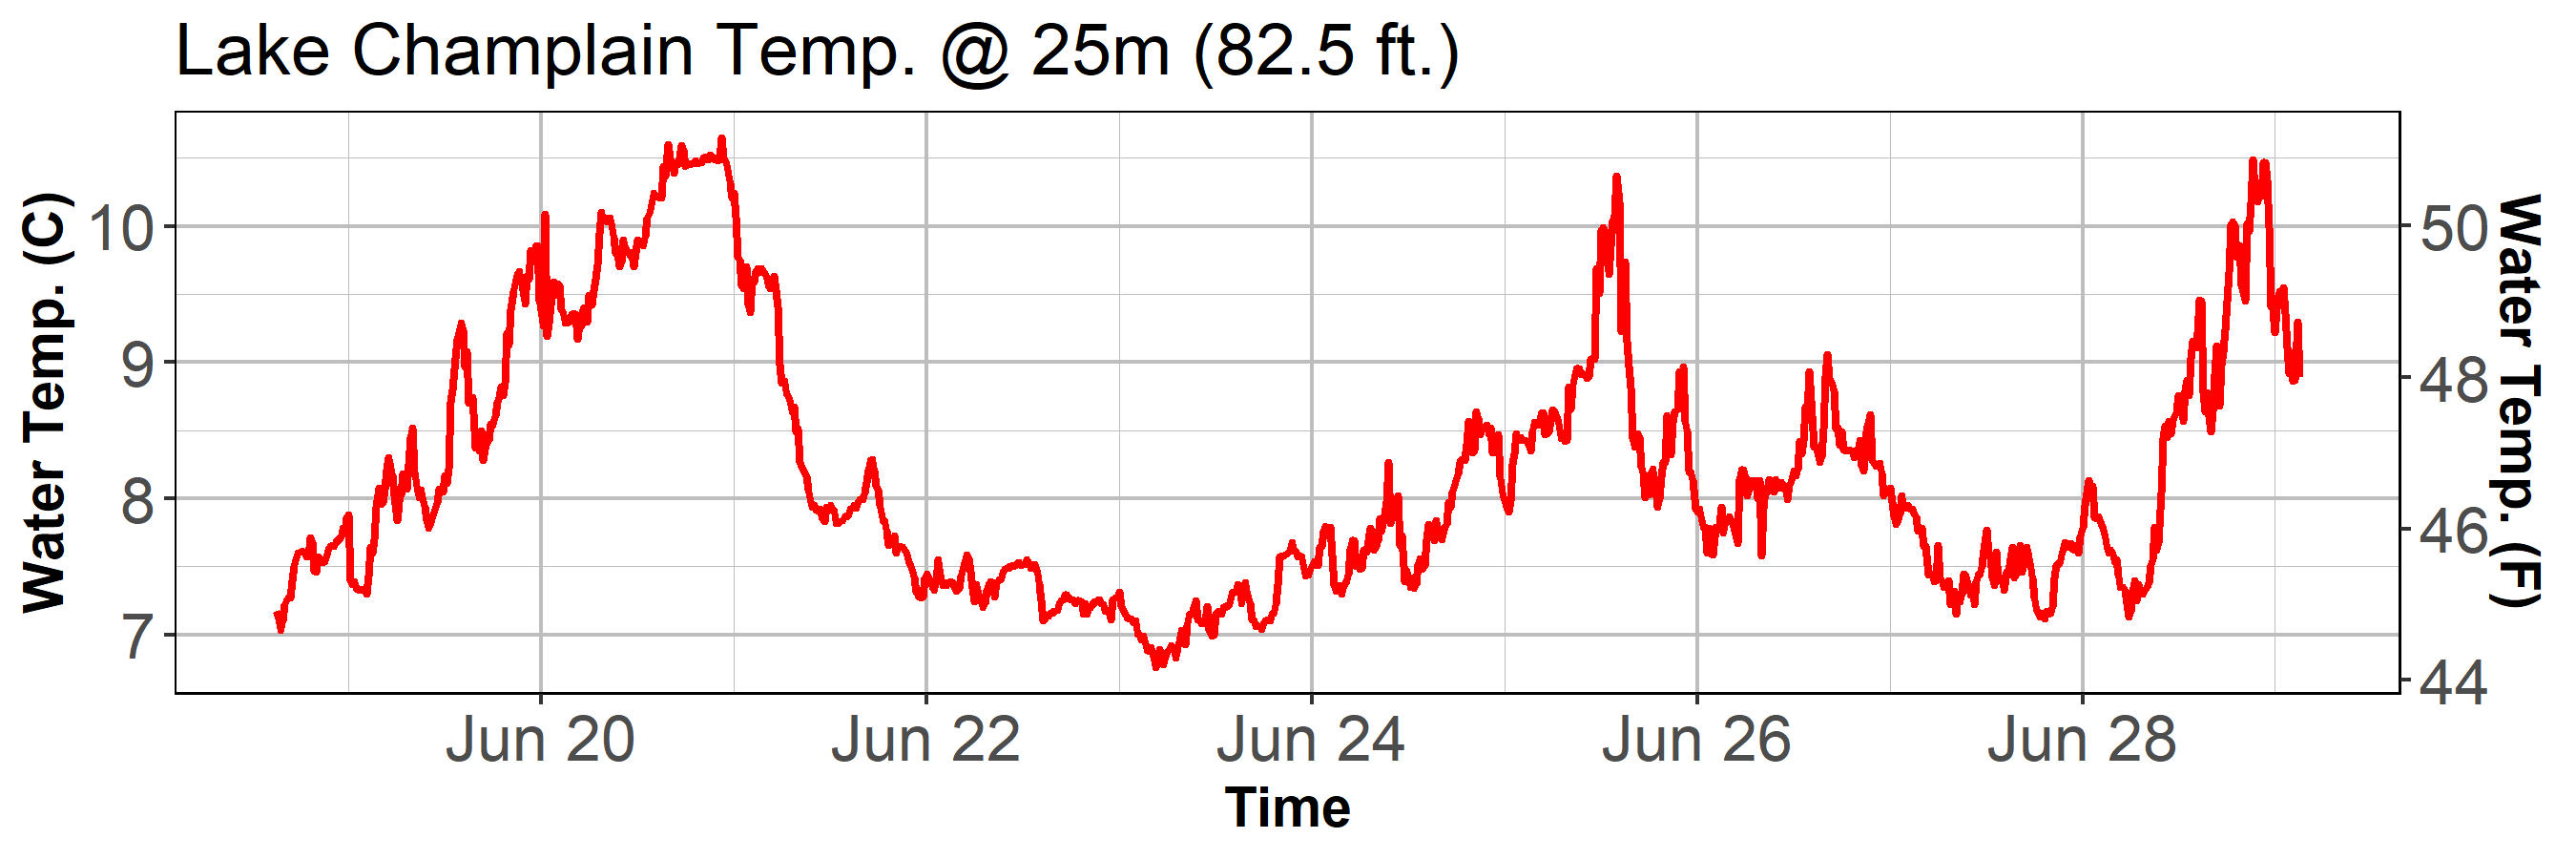 Lake Champlain Temp. @ 25m (82.5 ft.)
Water Temp. (C)
10
9
8
7
50
48
46
44
Water Temp. (F)
Jun 20
Jun 22
Jun 24
Jun 26
Jun 28
Time